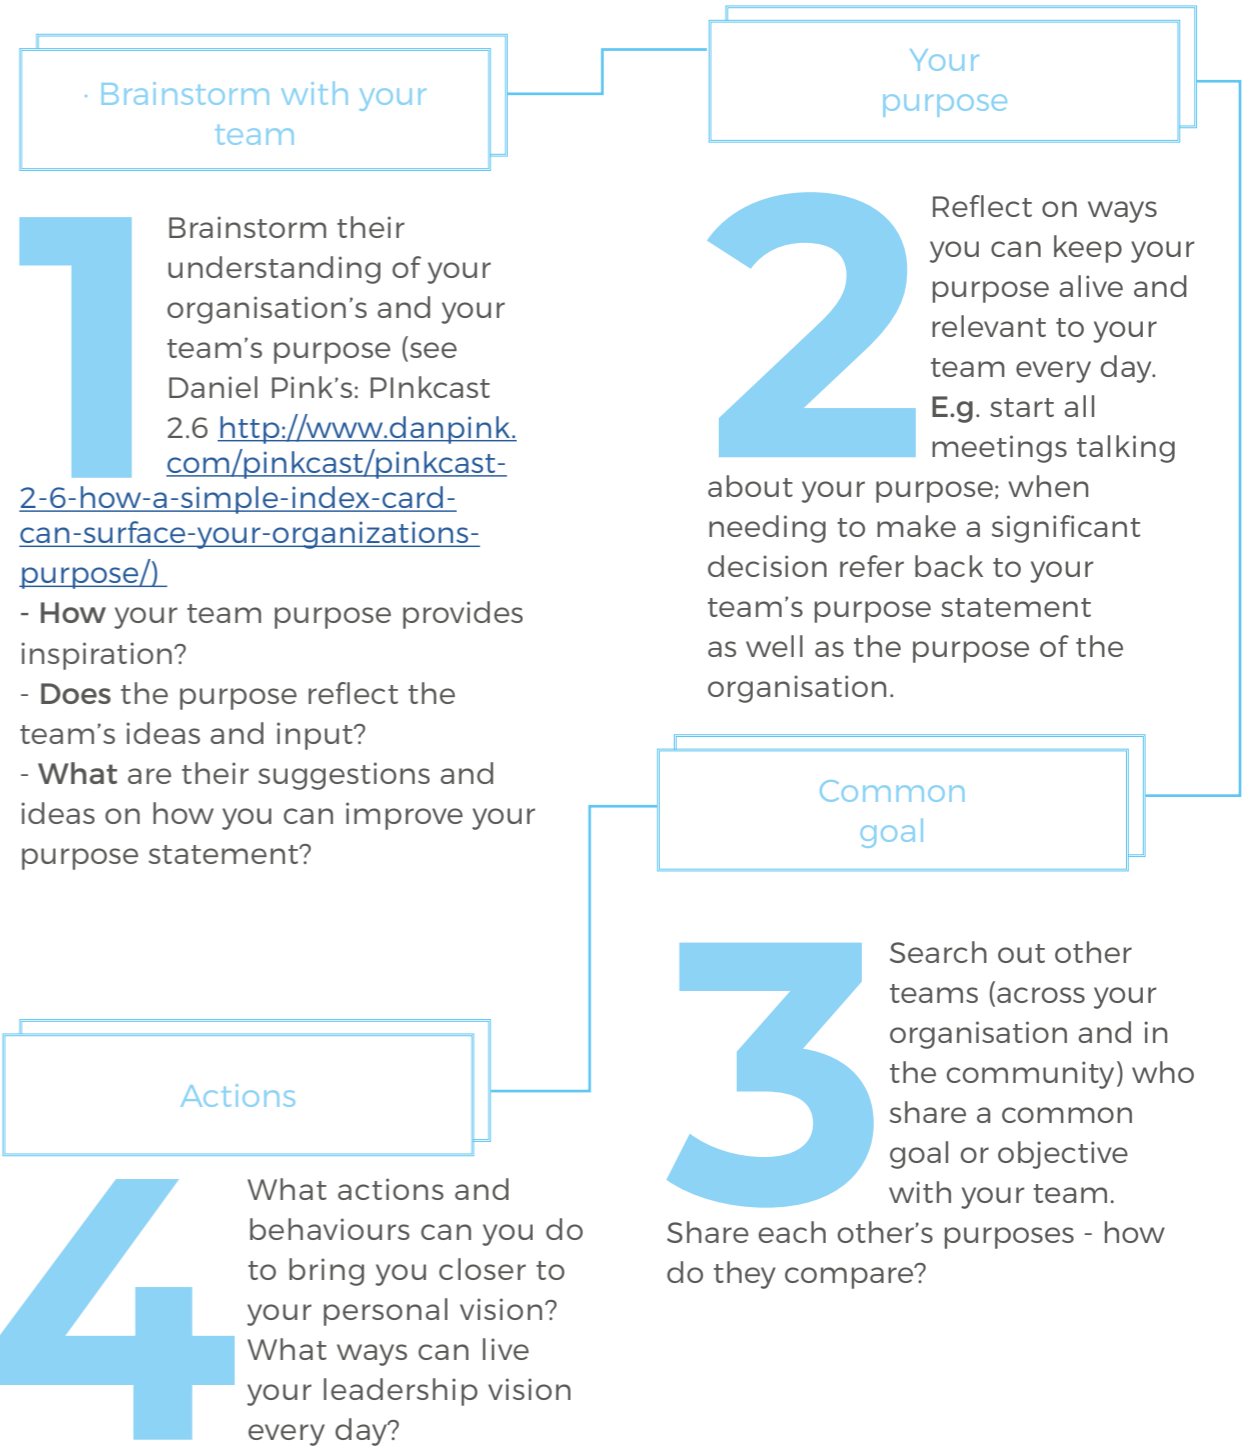 · Brainstorm with your
team
1
Brainstorm their
understanding of your
organisation’s and your
team’s purpose (see
Daniel Pink’s: PInkcast
2.6 http://www.danpink.
com/pinkcast/pinkcast-
2-6-how-a-simple-index-card-
can-surface-your-organizations-
purpose/)
- How your team purpose provides
inspiration?
- Does the purpose reflect the
team’s ideas and input?
- What are their suggestions and
ideas on how you can improve your
purpose statement?
Your
purpose
2
Reflect on ways
you can keep your
purpose alive and
relevant to your
team every day.
E.g. start all
meetings talking
about your purpose; when
needing to make a significant
decision refer back to your
team’s purpose statement
as well as the purpose of the
organisation.
Common
goal
3
Search out other
teams (across your
organisation and in
the community) who
share a common
goal or objective
with your team.
Share each other’s purposes - how
do they compare?
Actions
4
What actions and
behaviours can you do
to bring you closer to
your personal vision?
What ways can live
your leadership vision
every day?